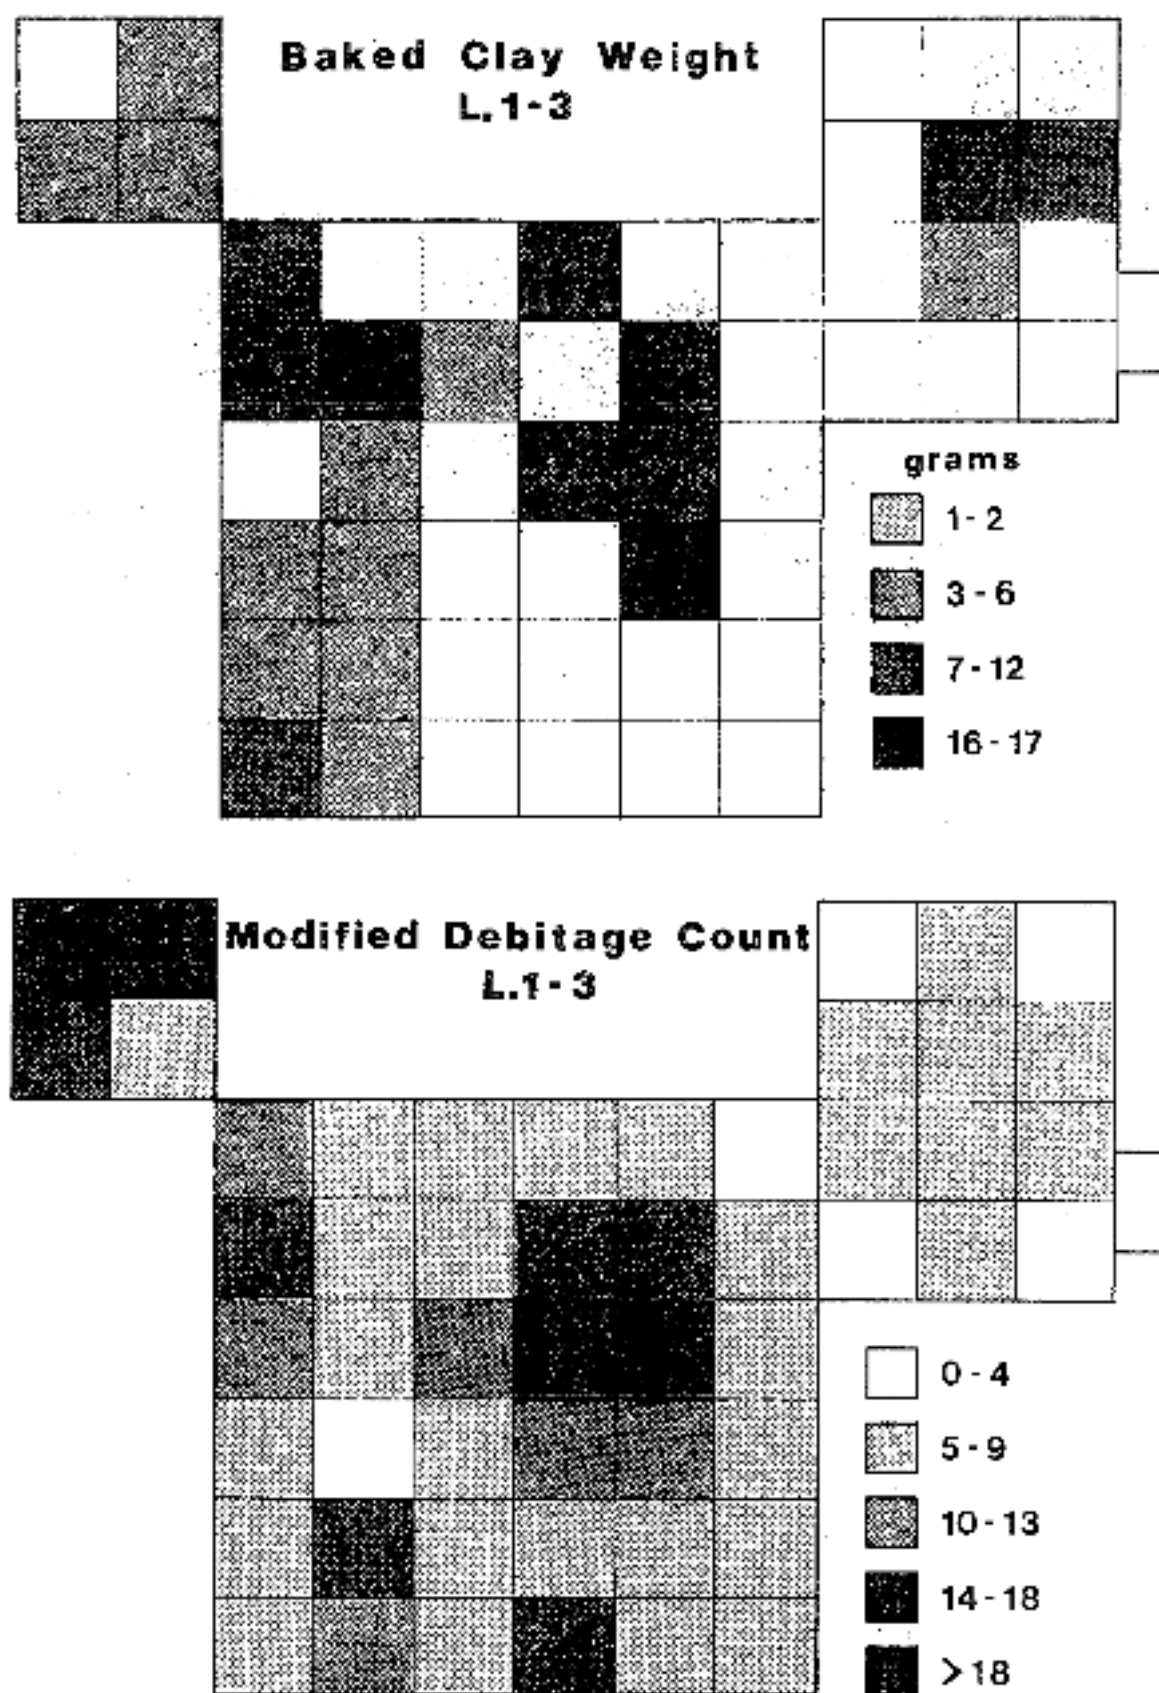 Baked Clay Weight
L.1-3
grams
1-2
3-6
7-12
16-17
Modified Debitage Count
L.1-3
0-4
5-9
10-13
14-18
>18